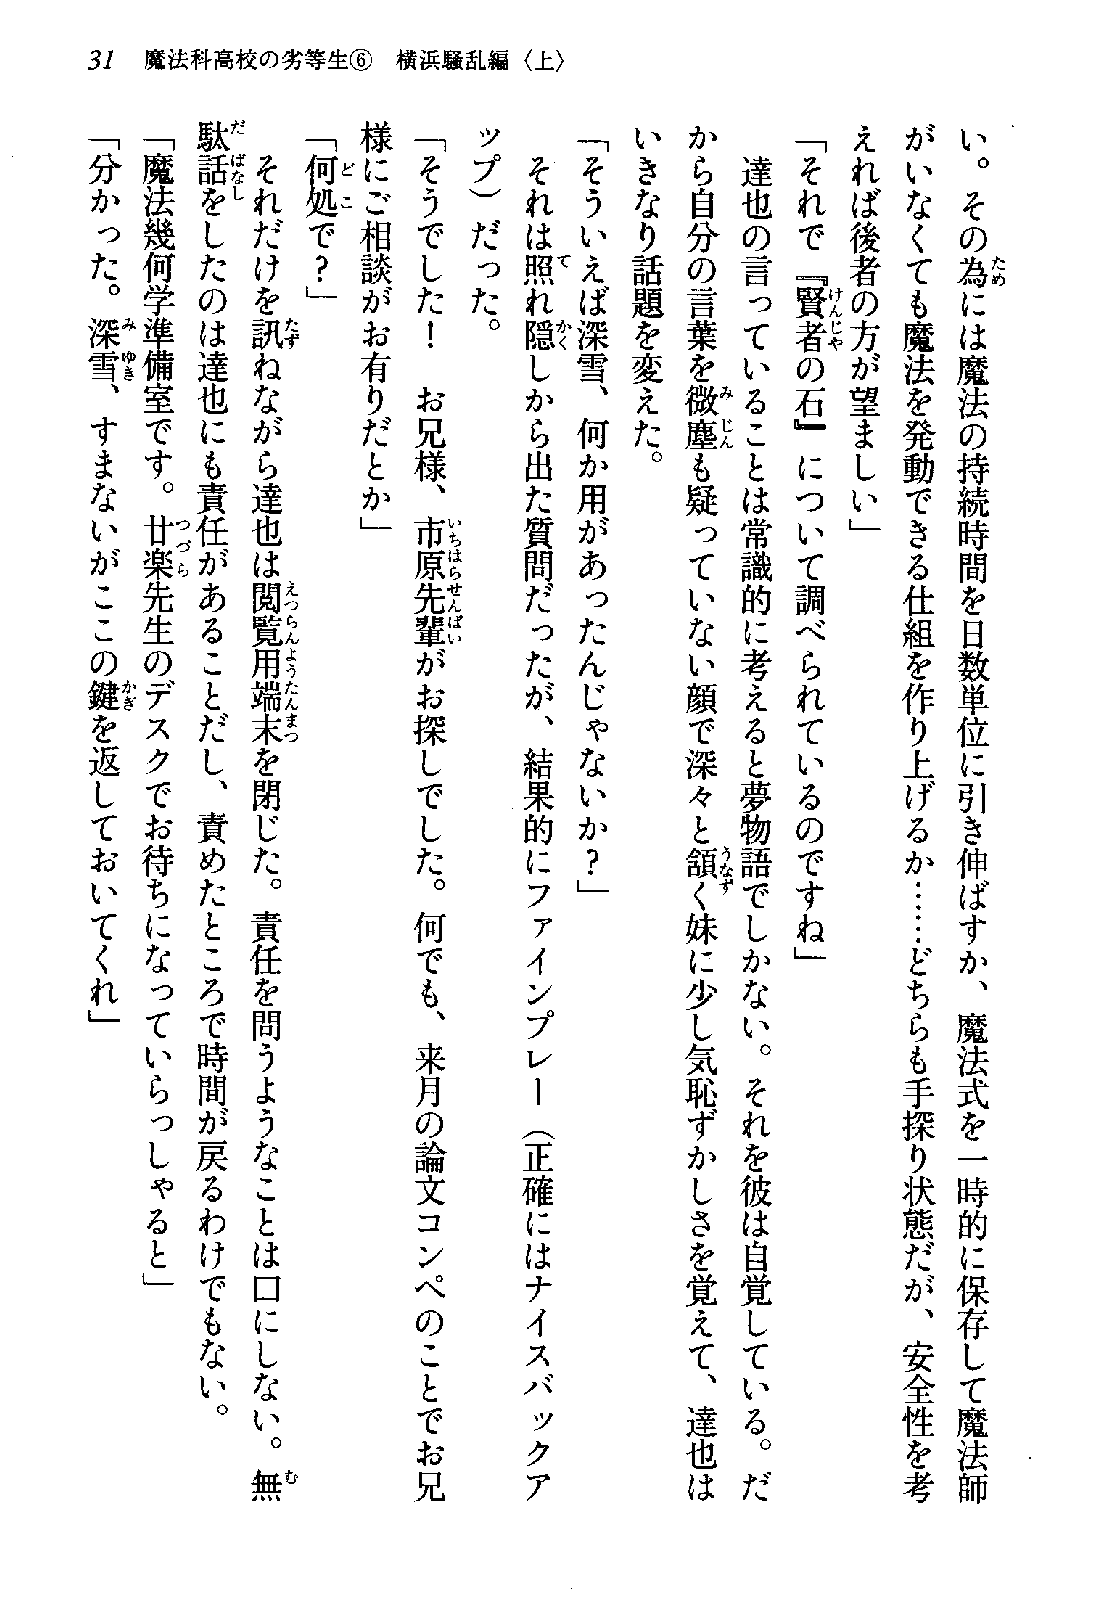 31 魔法科高校の劣等生⑥ 横浜騒乱編〈上〉
い。その為には魔法の持続時間を日数単位に引き伸ばすか、魔法式を一時的に保存して魔法師
がいなくても魔法を発動できる仕組を作り上げるか……どちらも手探り状態だが、安全性を考
えれば後者の方が望ましい」
「それで『賢者の石』について調べられているのですね」
　達也の言っていることは常識的に考えると夢物語でしかない。それを彼は自覚している。だ
から自分の言葉を微塵も疑っていない顔で深々と頷く妹に少し気恥ずかしさを覚えて、達也は
いきなり話題を変えた。
「そういえば深雪、何か用があったんじゃないか？」
　それは照れ隠しから出た質問だったが、結果的にファインプレー（正確にはナイスバックア
ップ）だった。
「そうでした！　お兄様、市原先輩がお探しでした。何でも、来月の論文コンペのことでお兄
様にご相談がお有りだとか」
「何処で？」
　それだけを訊ねながら達也は閲覧用端末を閉じた。責任を問うようなことは口にしない。無
駄話をしたのは達也にも責任があることだし、責めたところで時間が戻るわけでもない。
「魔法幾何学準備室です。廿楽先生のデスクでお待ちになっていらっしゃると」
「分かった。深雪、すまないがここの鍵を返しておいてくれ」